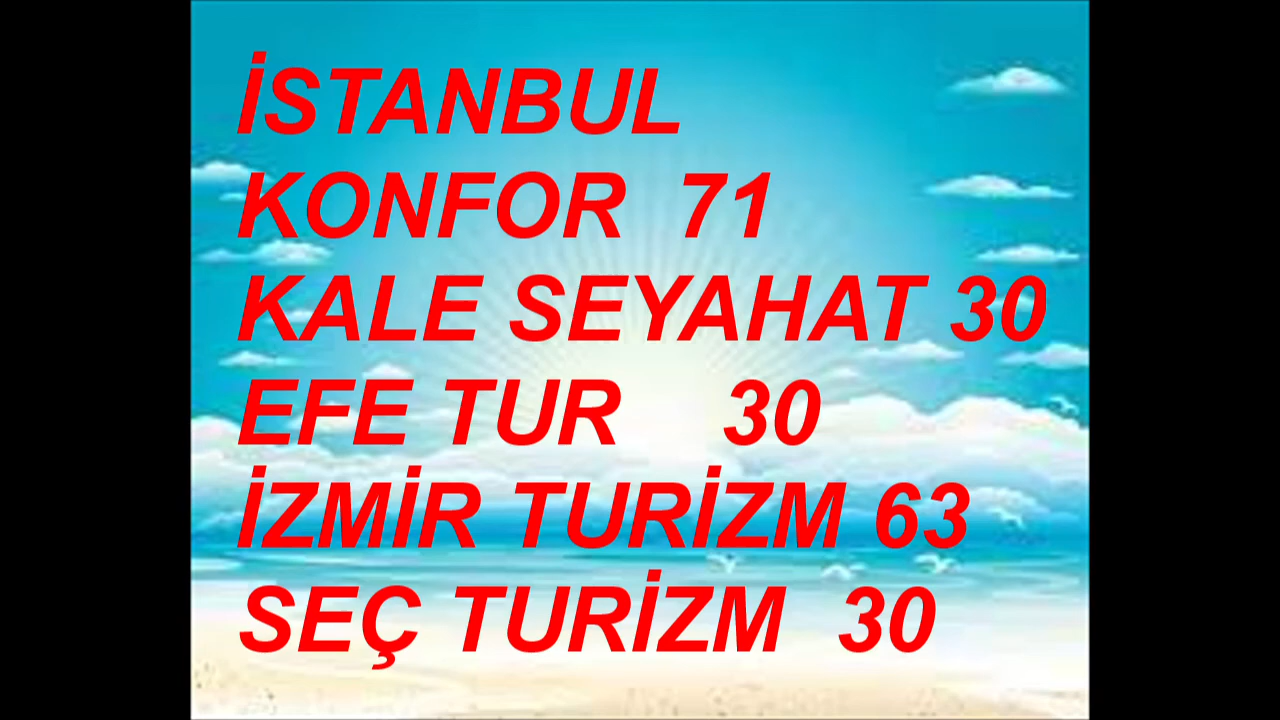 İSTANBUL
KONFOR 71
KALE SEYAHAT 30
EFE TUR 30
İZMİR TURİZM 63
SEÇ TURİZM 30